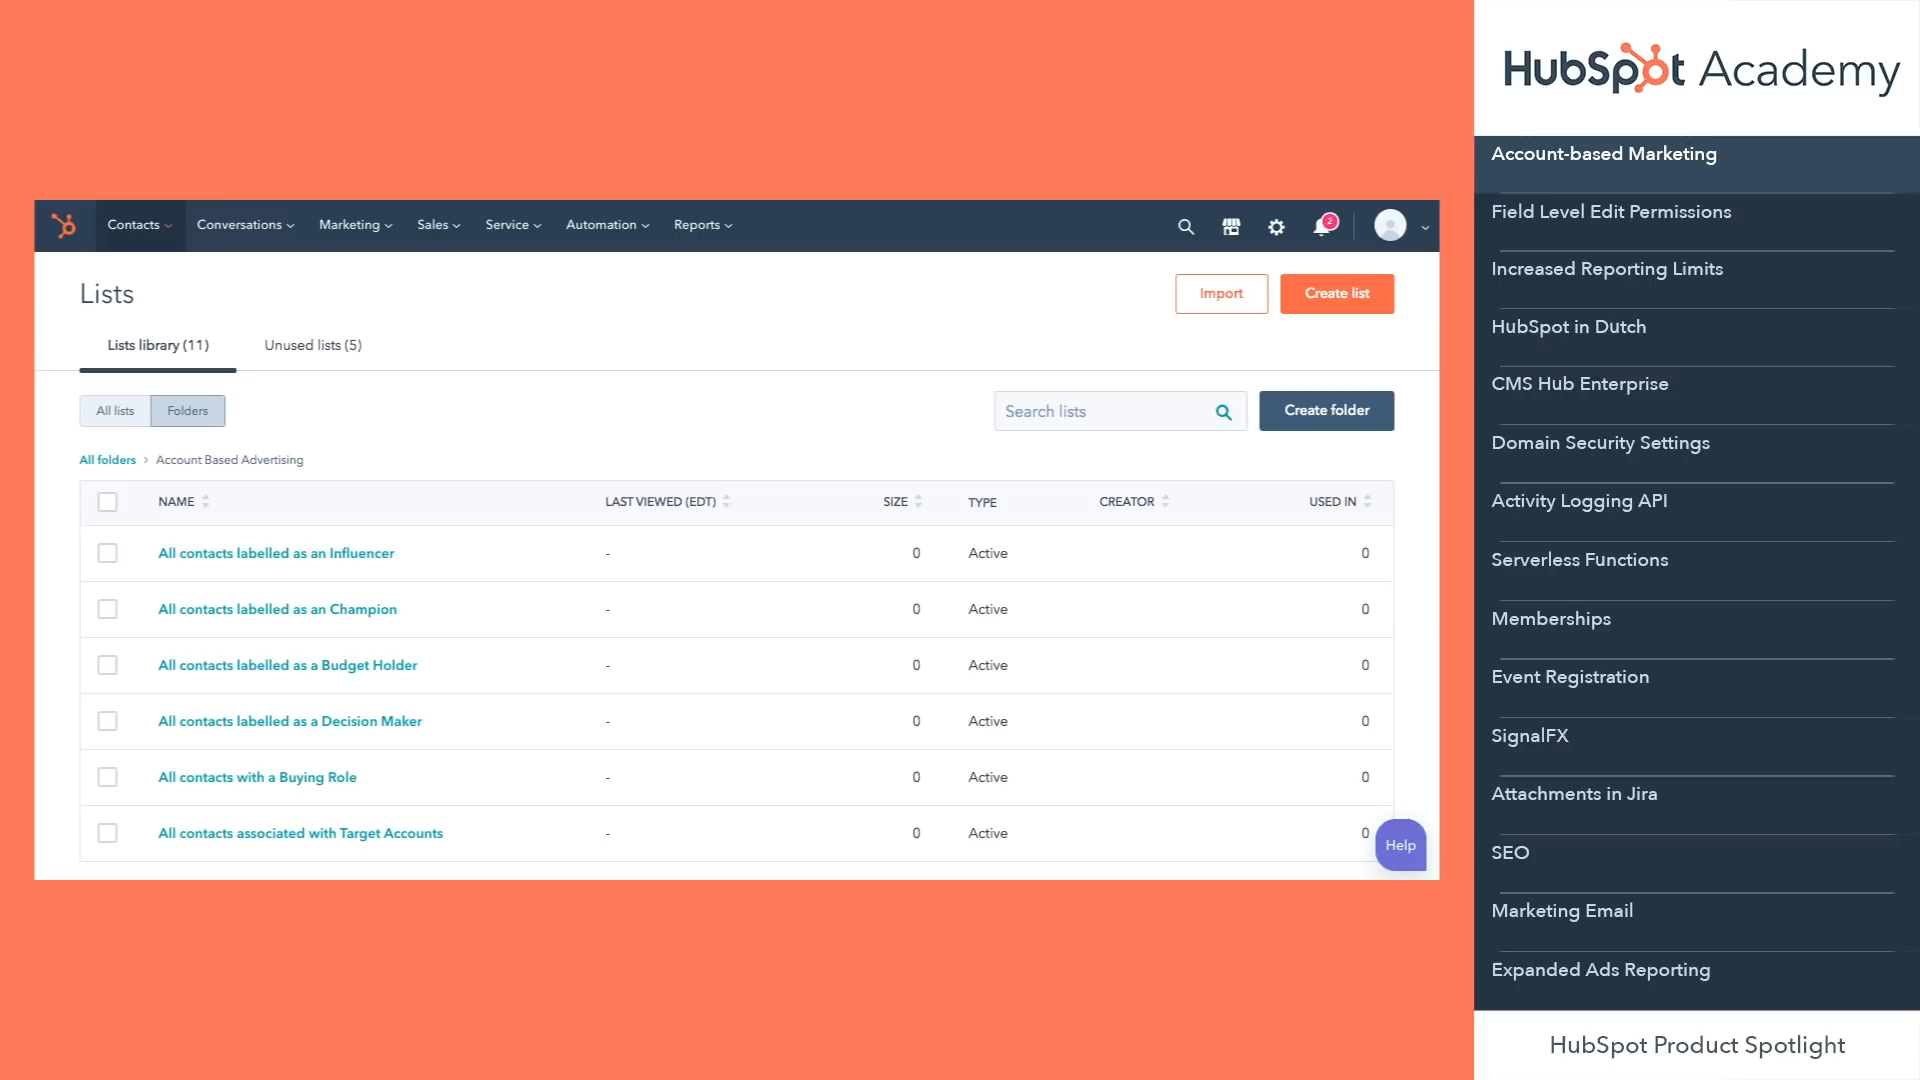 HubSpot Academy
Contacts Conversations Marketing Sales Service Automation Reports 2
Lists
Import Create list
Lists library (11) Unused lists (5)
All lists Folders
Search lists Create folder
All folders > Account Based Advertising
NAME LAST VIEWED (EDT) SIZE TYPE CREATOR USED IN
All contacts labelled as an Influencer - 0 Active 0
All contacts labelled as an Champion - 0 Active 0
All contacts labelled as a Budget Holder - 0 Active 0
All contacts labelled as a Decision Maker - 0 Active 0
All contacts with a Buying Role - 0 Active 0
All contacts associated with Target Accounts - 0 Active 0
Help
Account-based Marketing
Field Level Edit Permissions
Increased Reporting Limits
HubSpot in Dutch
CMS Hub Enterprise
Domain Security Settings
Activity Logging API
Serverless Functions
Memberships
Event Registration
SignalFX
Attachments in Jira
SEO
Marketing Email
Expanded Ads Reporting
HubSpot Product Spotlight